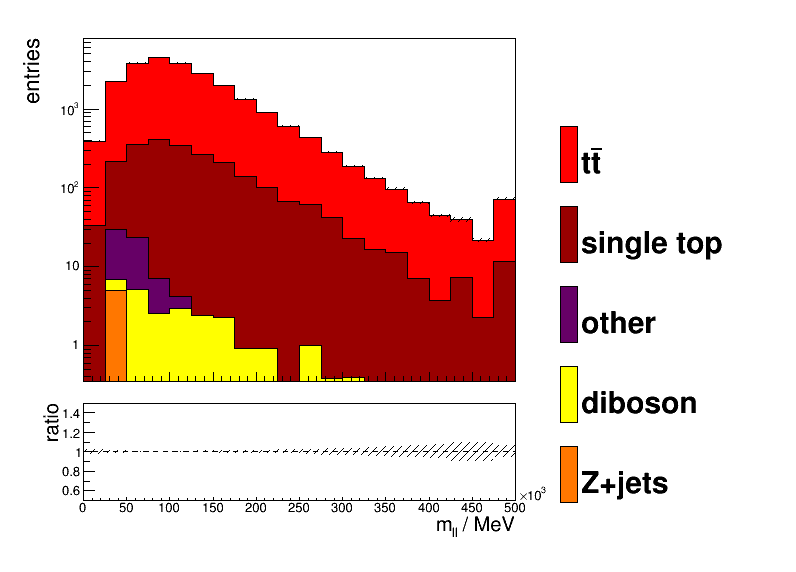 entries
10³
10²
10
1
ratio
1.4
1.2
1
0.8
0.6
0 50 100 150 200 250 300 350 400 450 500
×10³
m_ll / MeV
tt̄
single top
other
diboson
Z+jets